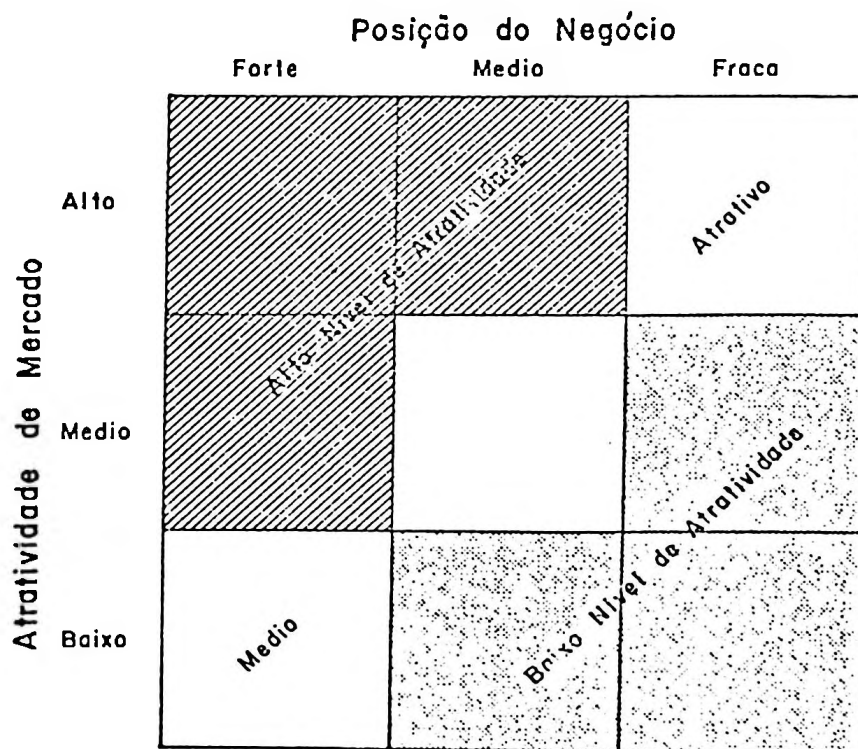 Posição do Negócio
Forte Medio Fraca
Atratividade de Mercado
Alto
Medio
Baixo
Alto Nivel de Atratividade
Atrativo
Medio
Baixo Nivel de Atratividade